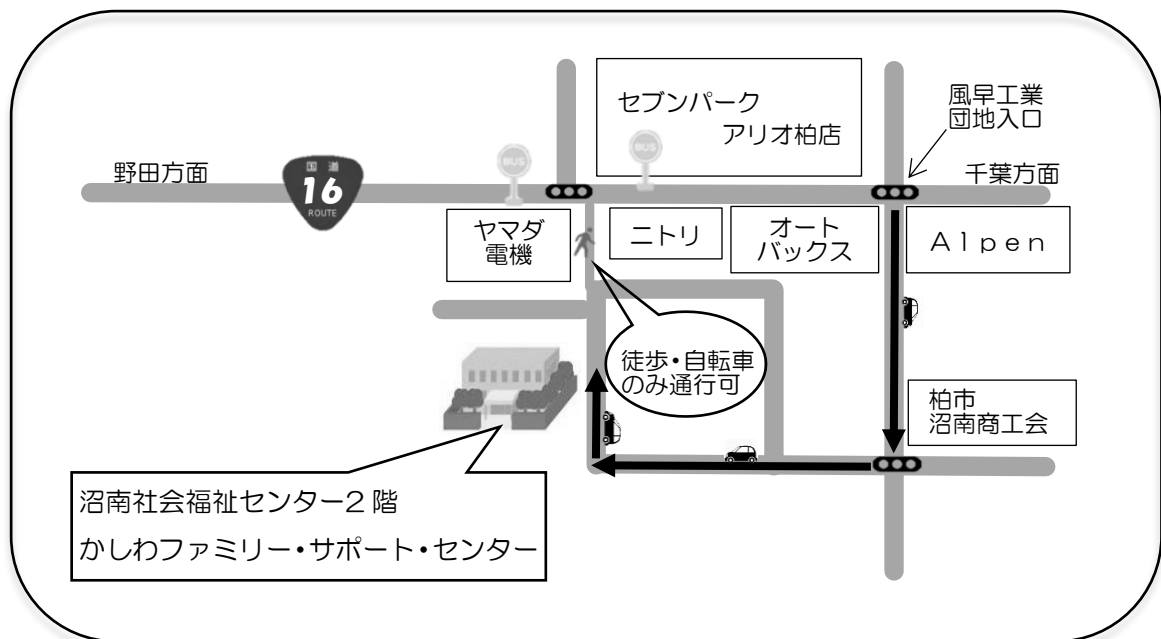 セブンパーク
アリオ柏店
風早工業
団地入口
BUS
BUS
野田方面
国道
16
ROUTE
千葉方面
ヤマダ
電機
ニトリ
オート
バックス
Alpen
徒歩・自転車
のみ通行可
柏市
沼南商工会
沼南社会福祉センター2階
かしわファミリー・サポート・センター